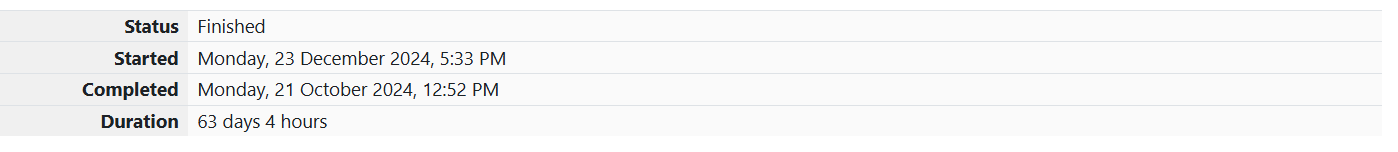 Status Finished
Started Monday, 23 December 2024, 5:33 PM
Completed Monday, 21 October 2024, 12:52 PM
Duration 63 days 4 hours